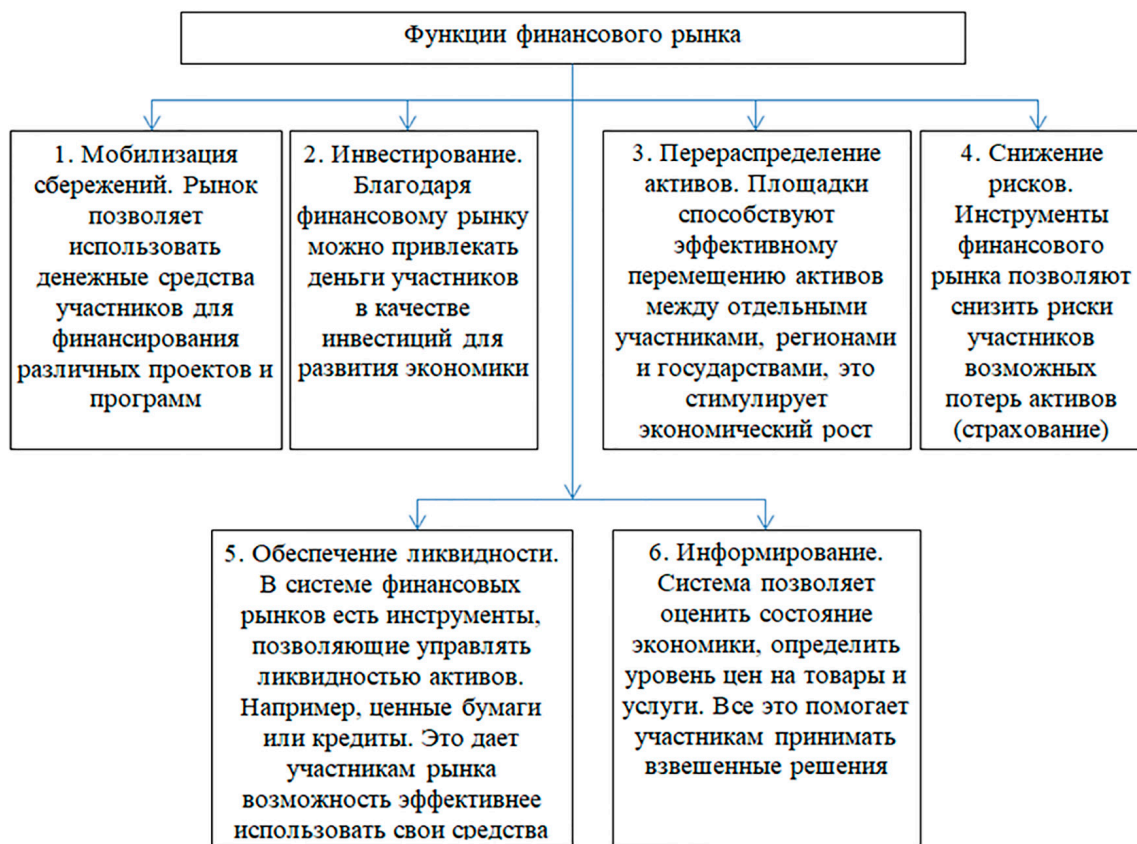 Функции финансового рынка
1. Мобилизация
сбережений. Рынок
позволяет
использовать
денежные средства
участников для
финансирования
различных проектов и
программ
2. Инвестирование.
Благодаря
финансовому рынку
можно привлекать
деньги участников
в качестве
инвестиций для
развития экономики
3. Перераспределение
активов. Площадки
способствуют
эффективному
перемещению активов
между отдельными
участниками, регионами
и государствами, это
стимулирует
экономический рост
4. Снижение
рисков.
Инструменты
финансового
рынка позволяют
снизить риски
участников
возможных
потерь активов
(страхование)
5. Обеспечение ликвидности.
В системе финансовых
рынков есть инструменты,
позволяющие управлять
ликвидностью активов.
Например, ценные бумаги
или кредиты. Это дает
участникам рынка
возможность эффективнее
использовать свои средства
6. Информирование.
Система позволяет
оценить состояние
экономики, определить
уровень цен на товары и
услуги. Все это помогает
участникам принимать
взвешенные решения